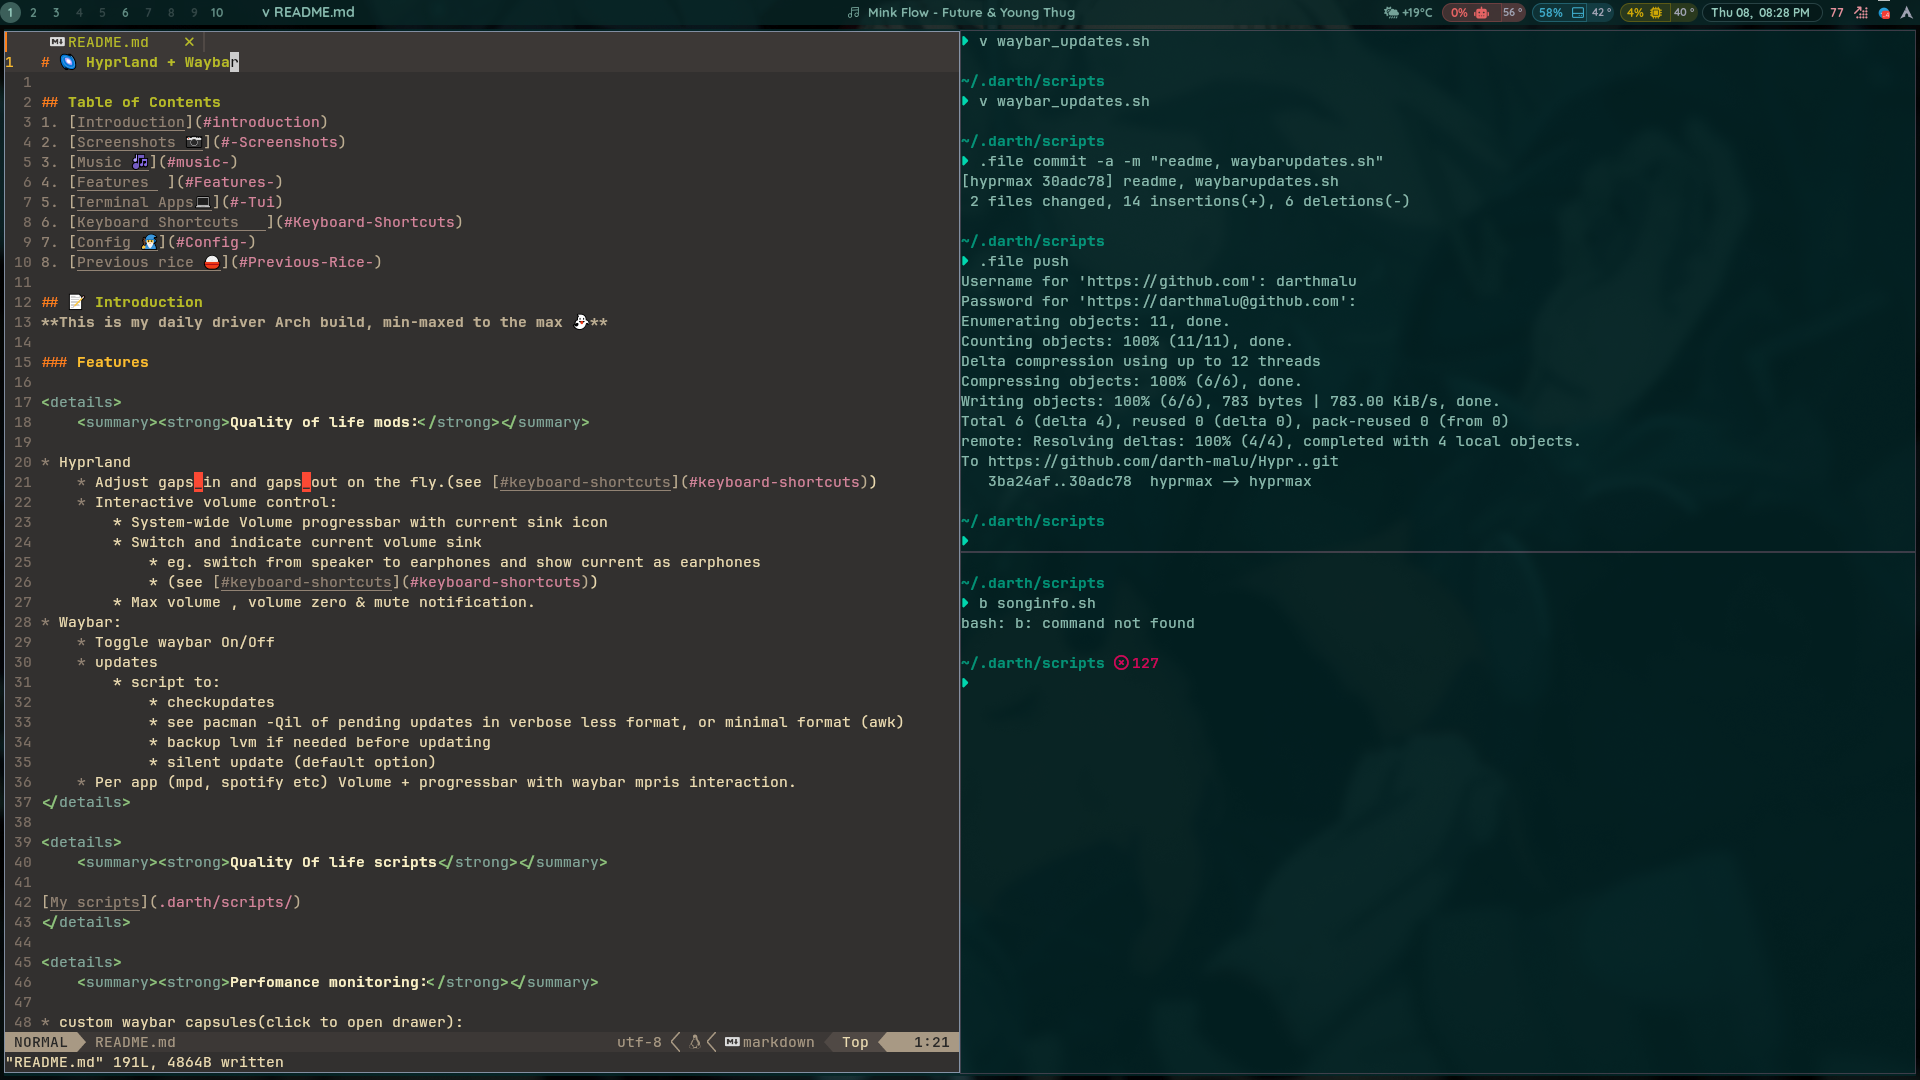 1 2 3 4 5 6 7 8 9 10 v README.md Mink Flow - Future & Young Thug +19°C 0% 56° 58% 42° 4% 40° Thu 08, 08:28 PM 77
README.md ✕
1 # Hyprland + Waybar
1
2 ## Table of Contents
3 1. [Introduction](#introduction)
4 2. [Screenshots 📷](#-Screenshots)
5 3. [Music 🎶](#music-)
6 4. [Features ](#Features-)
7 5. [Terminal Apps💻](#-Tui)
8 6. [Keyboard Shortcuts ](#Keyboard-Shortcuts)
9 7. [Config ](#Config-)
10 8. [Previous rice ](#Previous-Rice-)
11
12 ## 📝 Introduction
13 **This is my daily driver Arch build, min-maxed to the max 👻**
14
15 ### Features
16
17 <details>
18 <summary><strong>Quality of life mods:</strong></summary>
19
20 * Hyprland
21 * Adjust gaps_in and gaps_out on the fly.(see [#keyboard-shortcuts](#keyboard-shortcuts))
22 * Interactive volume control:
23 * System-wide Volume progressbar with current sink icon
24 * Switch and indicate current volume sink
25 * eg. switch from speaker to earphones and show current as earphones
26 * (see [#keyboard-shortcuts](#keyboard-shortcuts))
27 * Max volume , volume zero & mute notification.
28 * Waybar:
29 * Toggle waybar On/Off
30 * updates
31 * script to:
32 * checkupdates
33 * see pacman -Qil of pending updates in verbose less format, or minimal format (awk)
34 * backup lvm if needed before updating
35 * silent update (default option)
36 * Per app (mpd, spotify etc) Volume + progressbar with waybar mpris interaction.
37 </details>
38
39 <details>
40 <summary><strong>Quality Of life scripts</strong></summary>
41
42 [My scripts](.darth/scripts/)
43 </details>
44
45 <details>
46 <summary><strong>Perfomance monitoring:</strong></summary>
47
48 * custom waybar capsules(click to open drawer):
NORMAL README.md utf-8 markdown Top 1:21
"README.md" 191L, 4864B written
v waybar_updates.sh
~/.darth/scripts
v waybar_updates.sh
~/.darth/scripts
.file commit -a -m "readme, waybarupdates.sh"
[hyprmax 30adc78] readme, waybarupdates.sh
2 files changed, 14 insertions(+), 6 deletions(-)
~/.darth/scripts
.file push
Username for 'https://github.com': darthmalu
Password for 'https://darthmalu@github.com':
Enumerating objects: 11, done.
Counting objects: 100% (11/11), done.
Delta compression using up to 12 threads
Compressing objects: 100% (6/6), done.
Writing objects: 100% (6/6), 783 bytes | 783.00 KiB/s, done.
Total 6 (delta 4), reused 0 (delta 0), pack-reused 0 (from 0)
remote: Resolving deltas: 100% (4/4), completed with 4 local objects.
To https://github.com/darth-malu/Hypr..git
3ba24af..30adc78 hyprmax -> hyprmax
~/.darth/scripts
~/.darth/scripts
b songinfo.sh
bash: b: command not found
~/.darth/scripts ⊗127